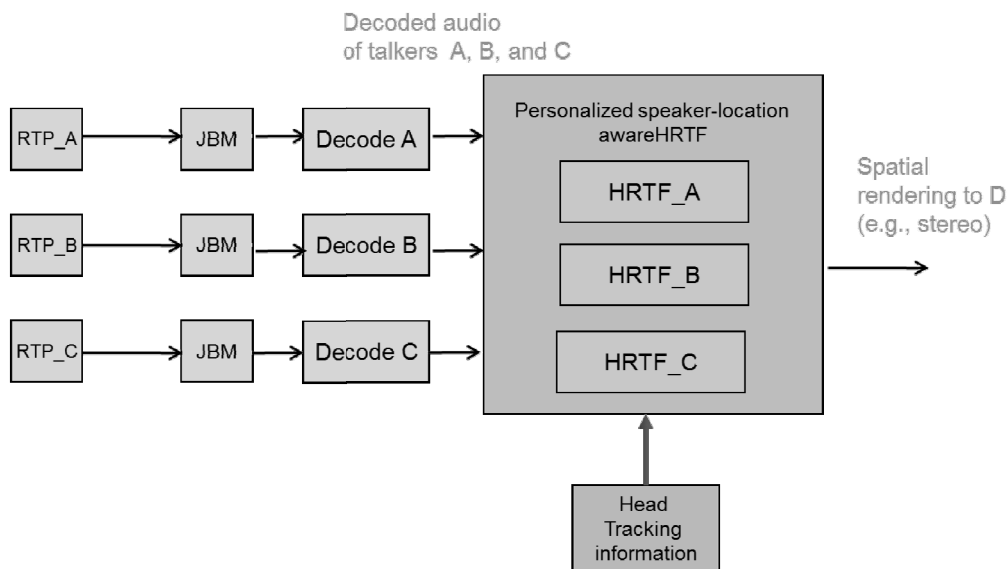 Decoded audio
of talkers A, B, and C
RTP_A
JBM
Decode A
RTP_B
JBM
Decode B
RTP_C
JBM
Decode C
Personalized speaker-location
awareHRTF
HRTF_A
HRTF_B
HRTF_C
Spatial
rendering to D
(e.g., stereo)
Head
Tracking
information